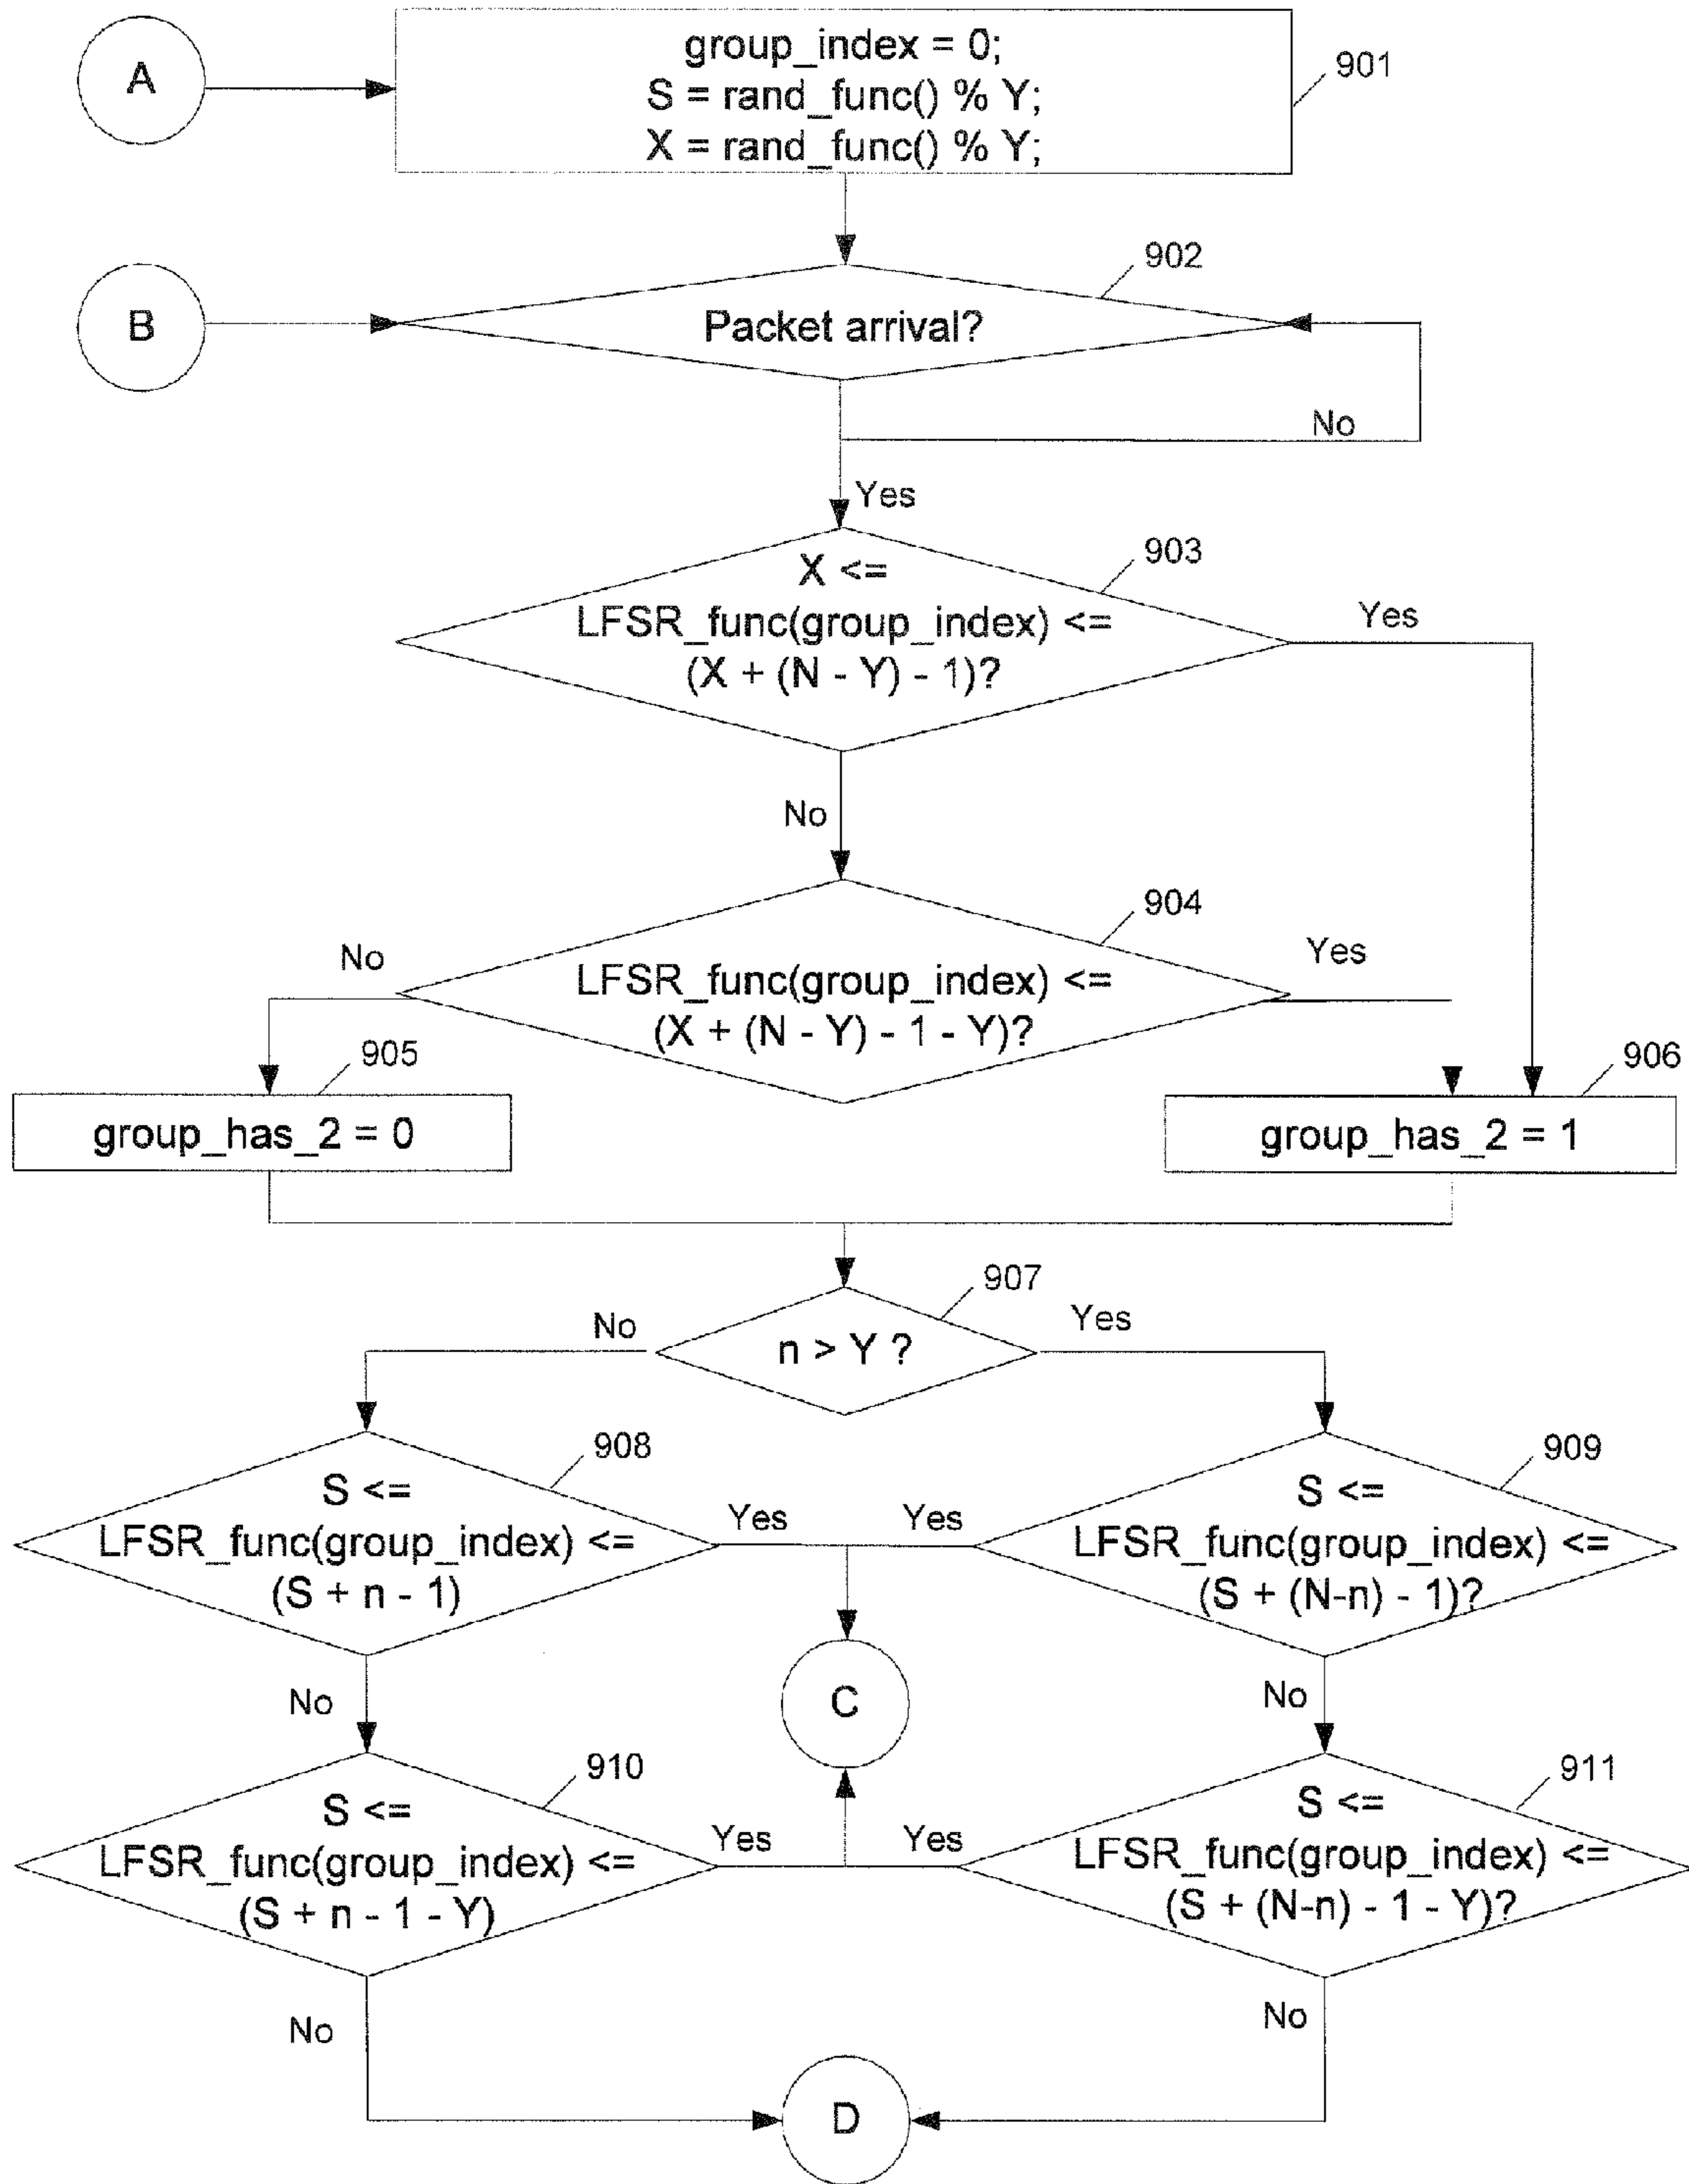 A
group_index = 0;
S = rand_func() % Y;
X = rand_func() % Y;
901
B
Packet arrival?
902
No
Yes
X <=
LFSR_func(group_index) <=
(X + (N - Y) - 1)?
903
Yes
No
LFSR_func(group_index) <=
(X + (N - Y) - 1 - Y)?
904
No
Yes
905
group_has_2 = 0
906
group_has_2 = 1
n > Y ?
907
No
Yes
S <=
LFSR_func(group_index) <=
(S + n - 1)
908
Yes
Yes
S <=
LFSR_func(group_index) <=
(S + (N-n) - 1)?
909
No
C
No
S <=
LFSR_func(group_index) <=
(S + n - 1 - Y)
910
Yes
Yes
S <=
LFSR_func(group_index) <=
(S + (N-n) - 1 - Y)?
911
No
No
D